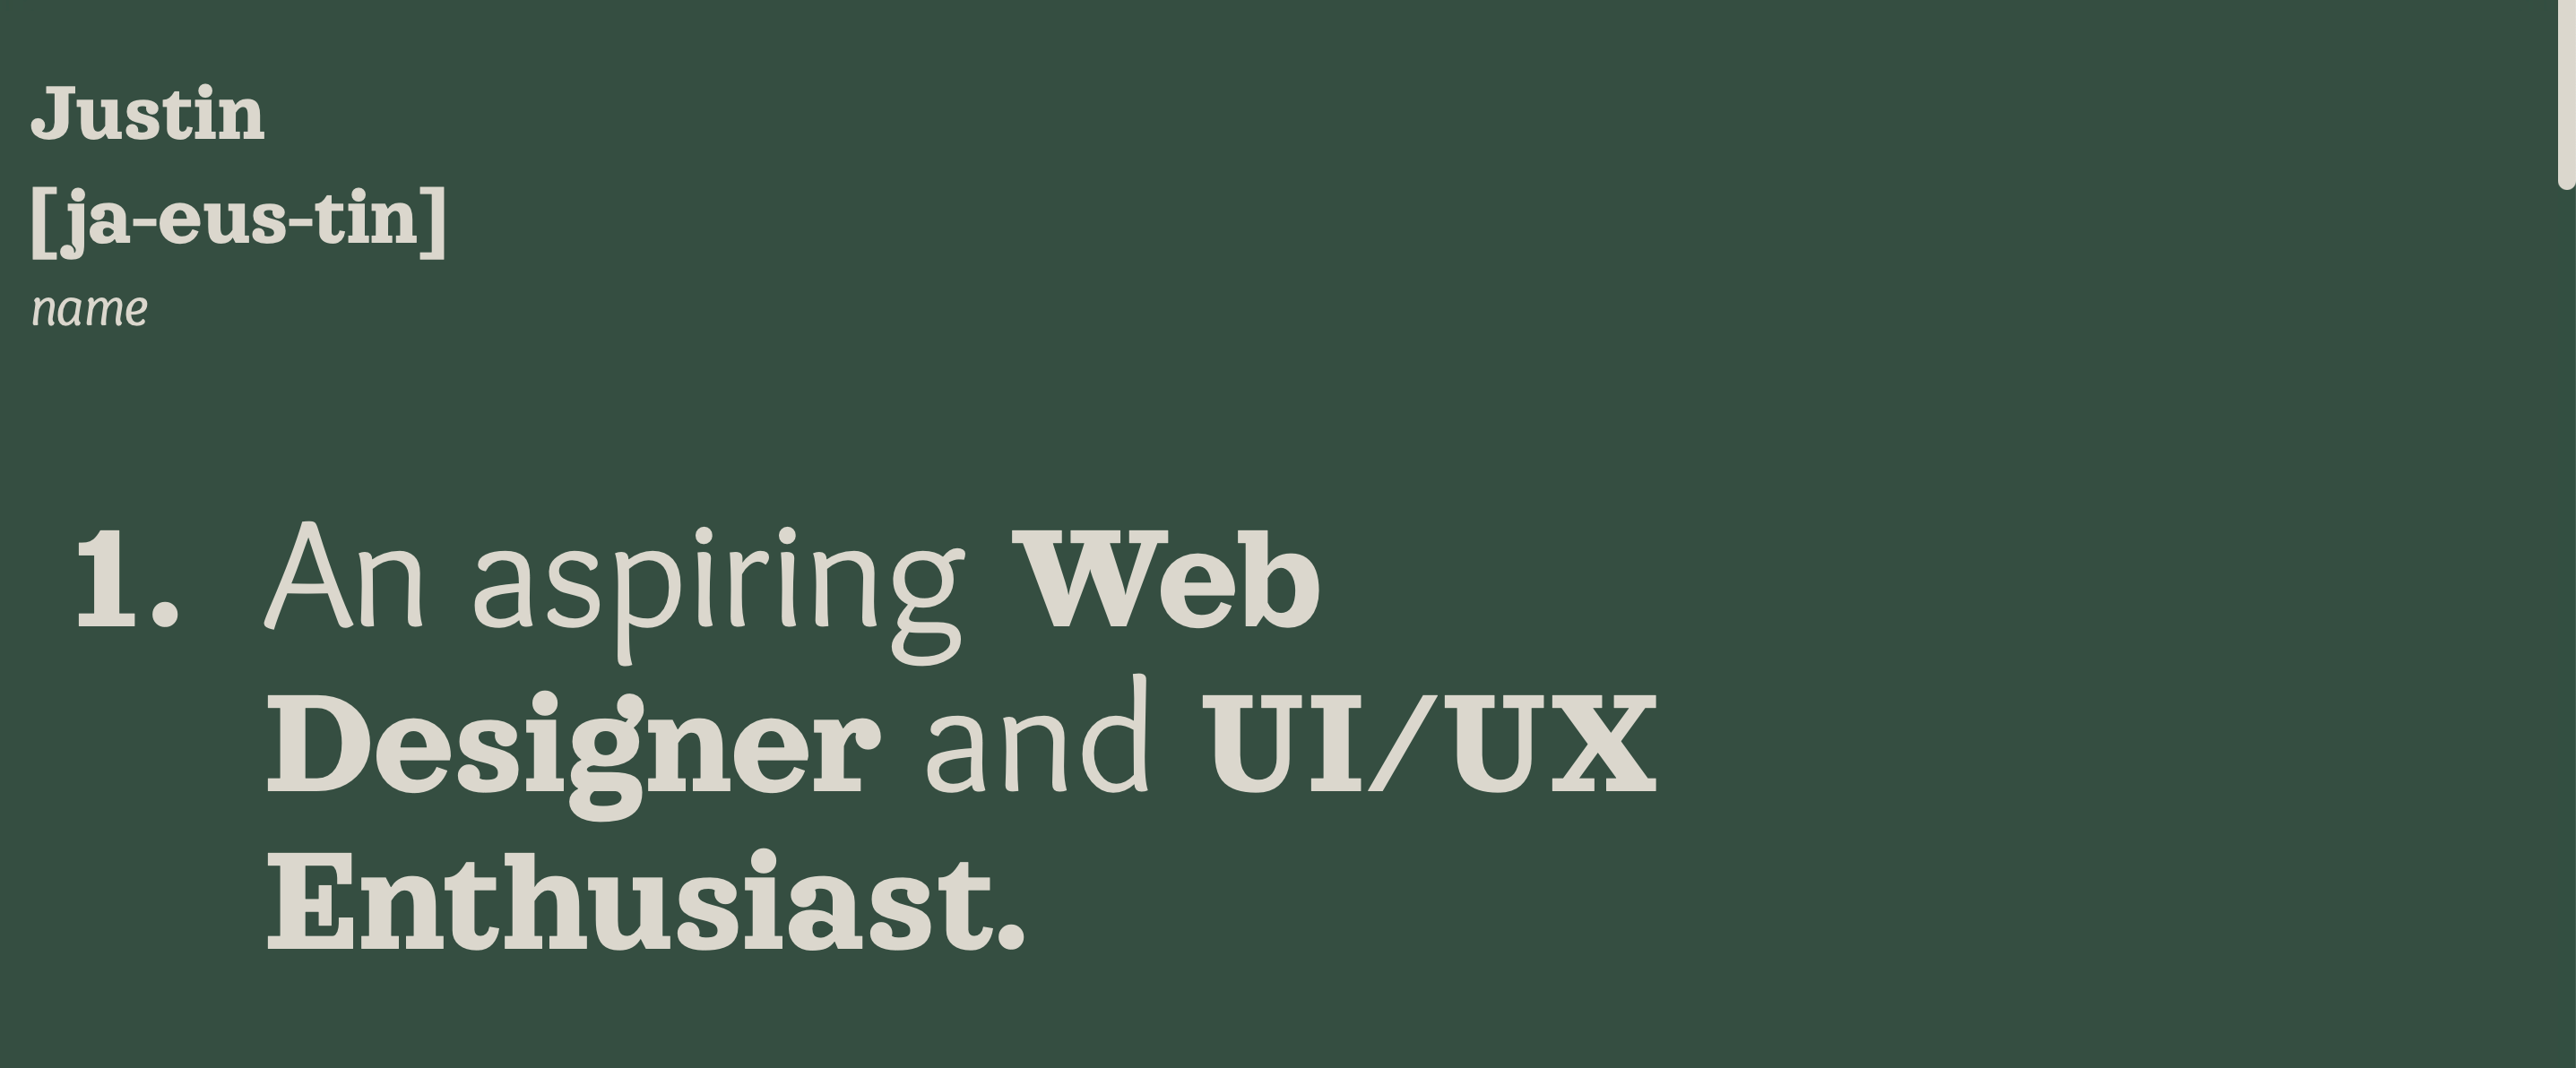 Justin
[ja-eus-tin]
name
1. An aspiring Web
Designer and UI/UX
Enthusiast.